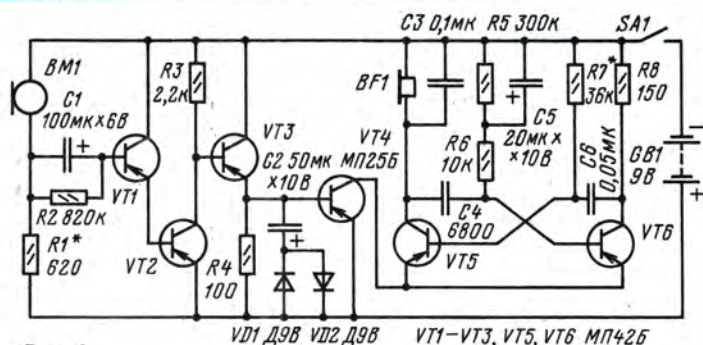 C3 0,1мк R5 300к
SA1
BM1
C1
100мк×6В
R3
2,2к
VT3
VT4
BF1
C5
20мк×
×10В
R7*
36к
R8
150
R6
10к
C6
0,05мк
GB1
9В
−
+
+
+
+
C2 50мк МП25Б
×10В
VT1
R2 820к
R1*
620
VT2
R4
100
C4
6800
VT5
VT6
VD1 Д9В VD2 Д9В
VT1–VT3, VT5, VT6 МП42Б